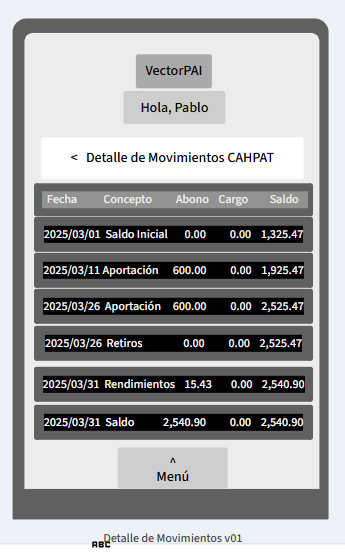 VectorPAI
Hola, Pablo
< Detalle de Movimientos CAHPAT
Fecha Concepto Abono Cargo Saldo
2025/03/01 Saldo Inicial 0.00 0.00 1,325.47
2025/03/11 Aportación 600.00 0.00 1,925.47
2025/03/26 Aportación 600.00 0.00 2,525.47
2025/03/26 Retiros 0.00 0.00 2,525.47
2025/03/31 Rendimientos 15.43 0.00 2,540.90
2025/03/31 Saldo 2,540.90 0.00 2,540.90
^
Menú
Detalle de Movimientos v01
ABC